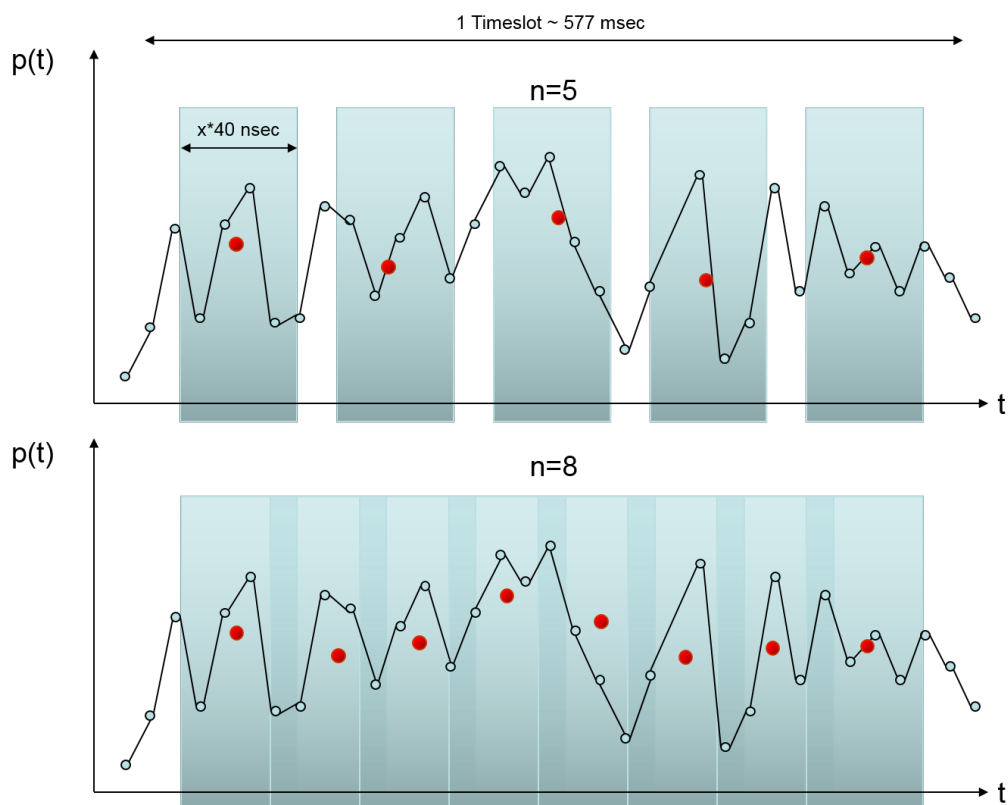 1 Timeslot ~ 577 msec
p(t)
n=5
x*40 nsec
t
p(t)
n=8
t